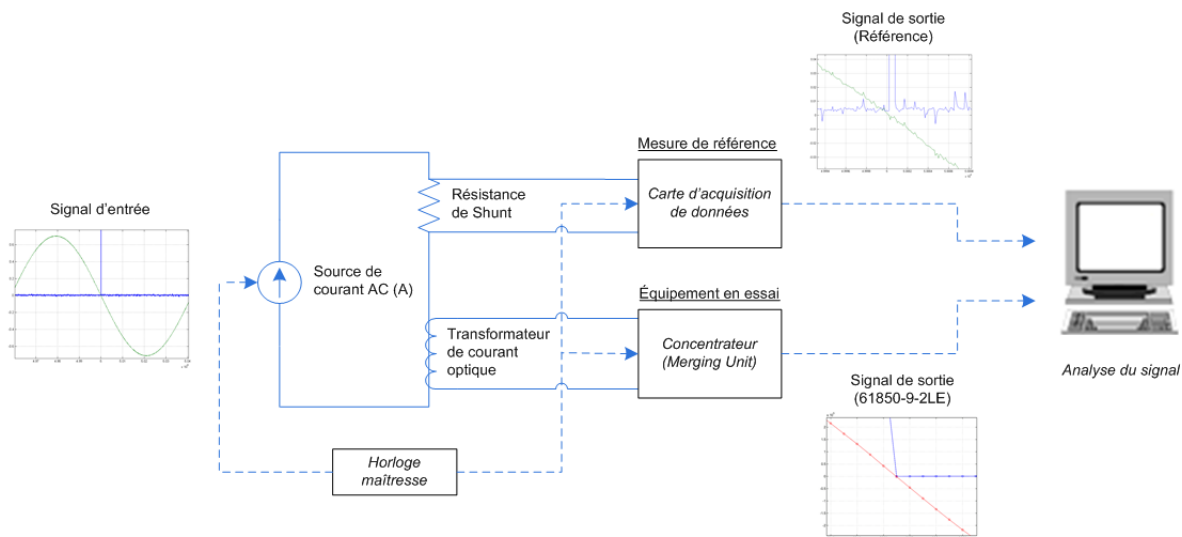 Signal de sortie
(Référence)
Mesure de référence
Carte d'acquisition
de données
Résistance
de Shunt
Signal d'entrée
Source de
courant AC (A)
Équipement en essai
Transformateur
de courant
optique
Concentrateur
(Merging Unit)
Analyse du signal
Signal de sortie
(61850-9-2LE)
Horloge
maîtresse